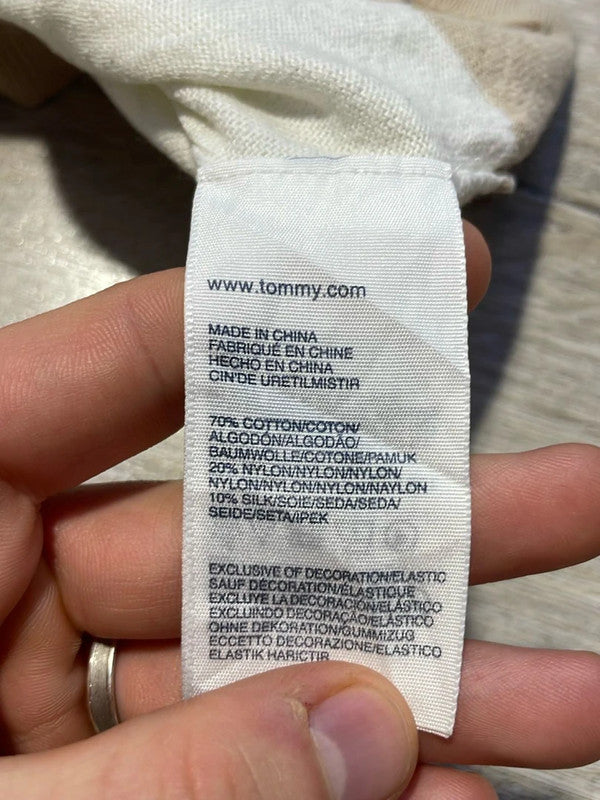 www.tommy.com
MADE IN CHINA
FABRIQUÉ EN CHINE
HECHO EN CHINA
CIN'DE URETILMISTIR
70% COTTON/COTON/
ALGODÓN/ALGODÃO/
BAUMWOLLE/COTONE/PAMUK
20% NYLON/NYLON/NYLON/
NYLON/NYLON/NYLON/NAYLON
10% SILK/SOIE/SEDA/SEDA/
SEIDE/SETA/IPEK
EXCLUSIVE OF DECORATION/ELASTIC
SAUF DÉCORATION/ÉLASTIQUE
EXCLUYE LA DECORACIÓN/ELÁSTICO
EXCLUINDO DECORAÇÃO/ELÁSTICO
OHNE DEKORATION/GUMMIZUG
ECCETTO DECORAZIONE/ELASTICO
ELASTIK HARICTIR